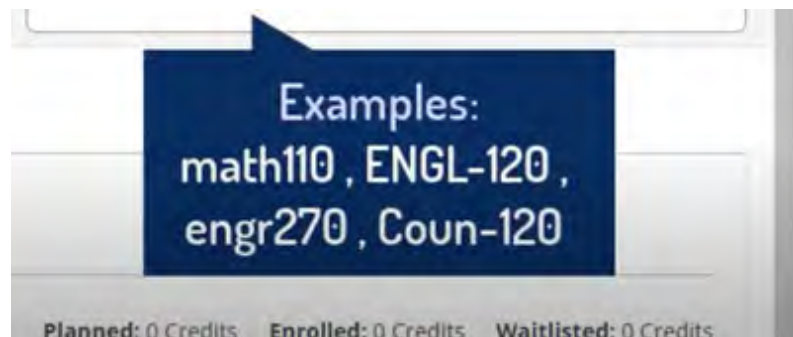 Examples:
math110 , ENGL-120 ,
engr270 , Coun-120
Planned: 0 Credits Enrolled: 0 Credits Waitlisted: 0 Credits